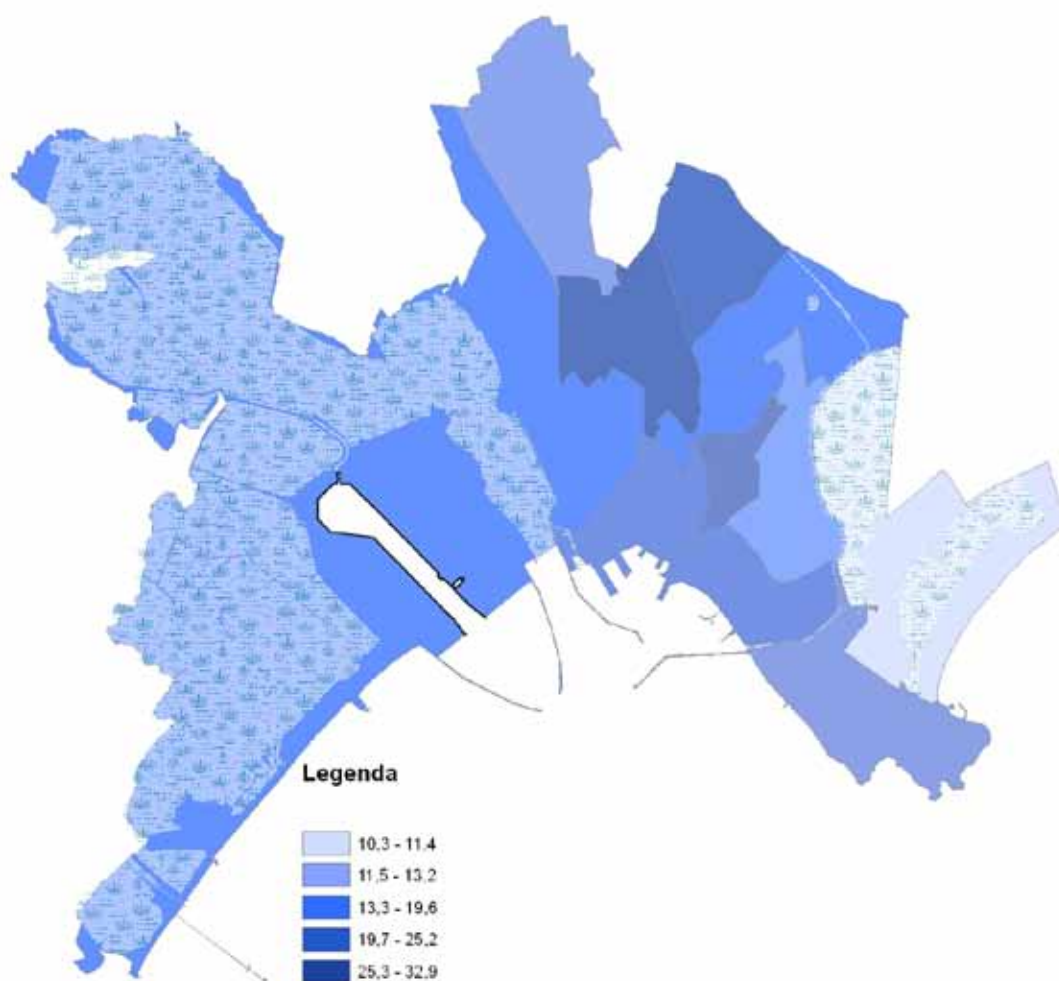 Legenda
10,3 - 11,4
11,5 - 13,2
13,3 - 19,6
19,7 - 25,2
25,3 - 32,9